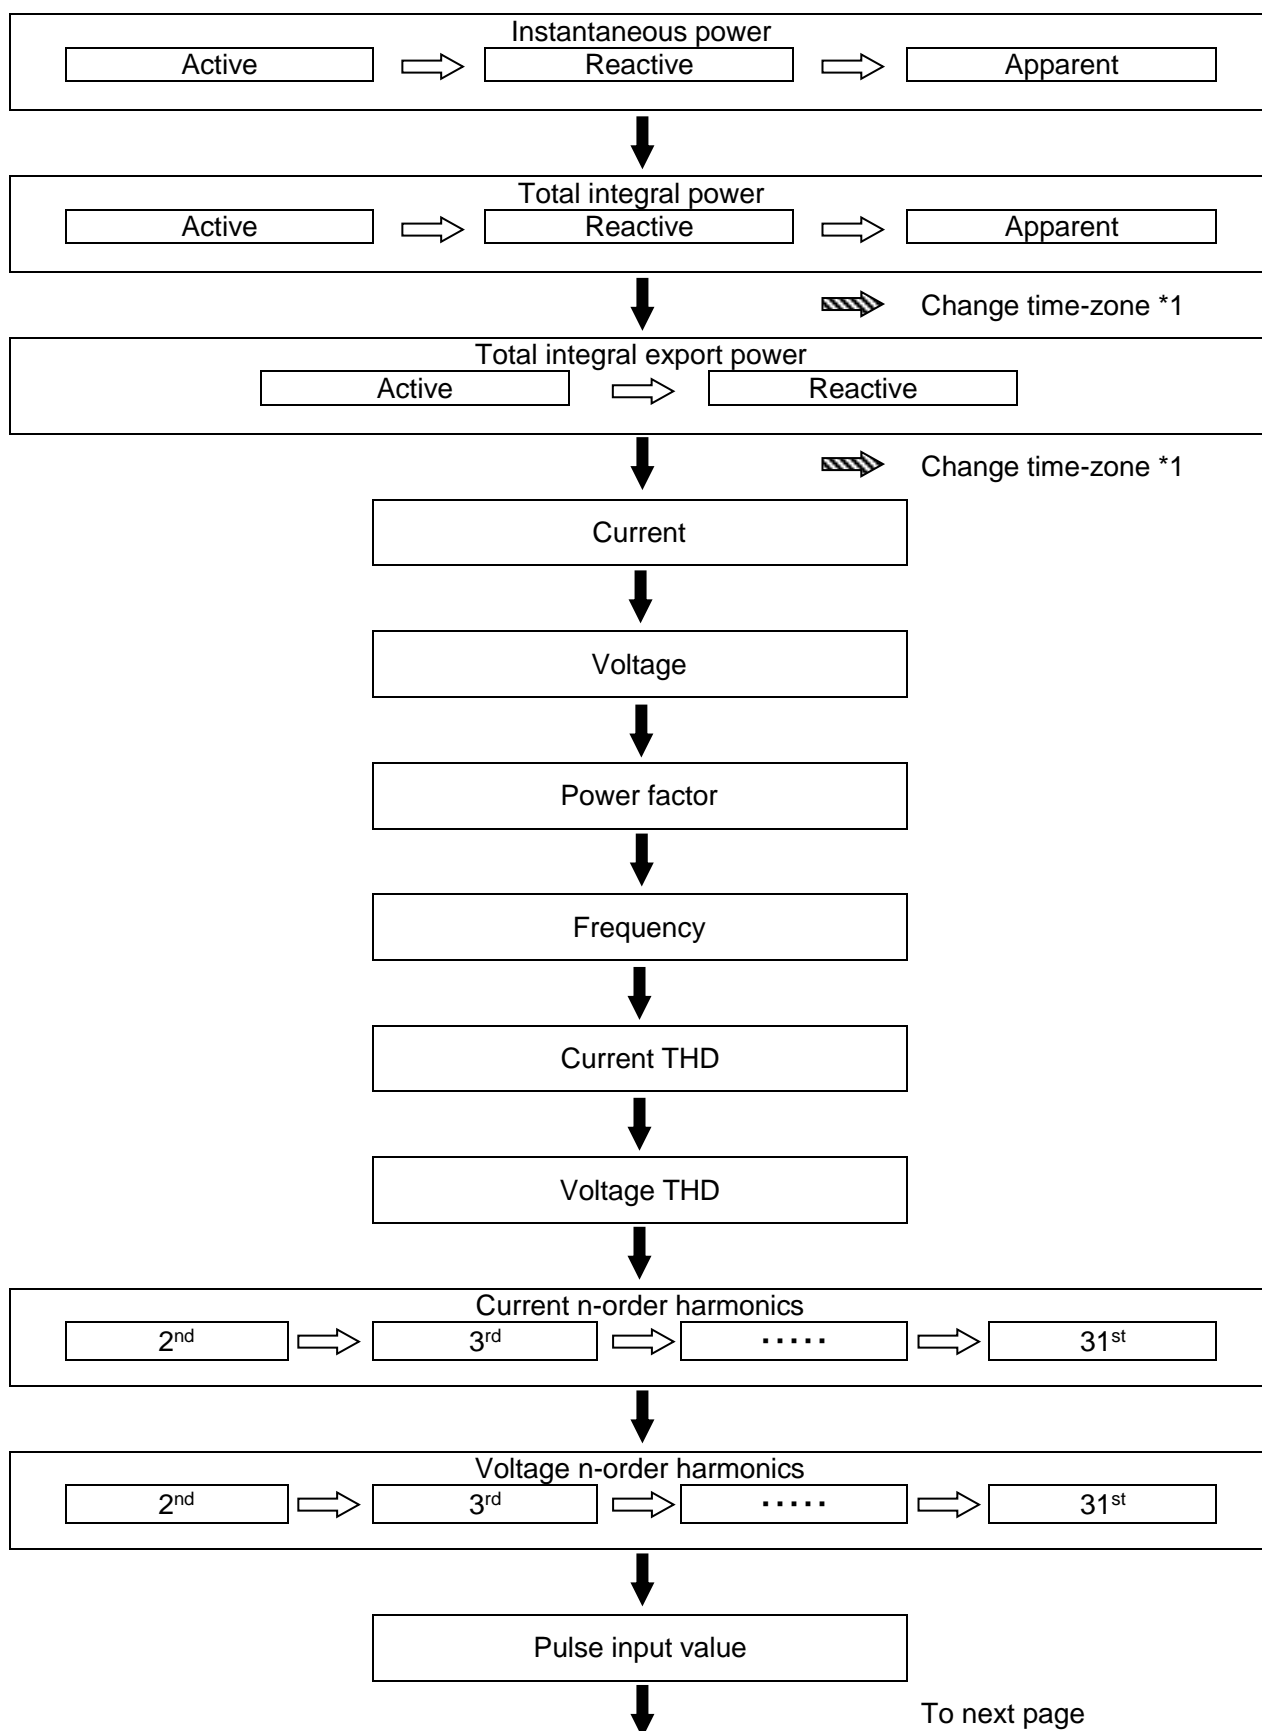 Instantaneous power
Active Reactive Apparent
Total integral power
Active Reactive Apparent
Change time-zone *1
Total integral export power
Active Reactive
Change time-zone *1
Current
Voltage
Power factor
Frequency
Current THD
Voltage THD
Current n-order harmonics
2nd 3rd ‥‥‥ 31st
Voltage n-order harmonics
2nd 3rd ‥‥‥ 31st
Pulse input value
To next page